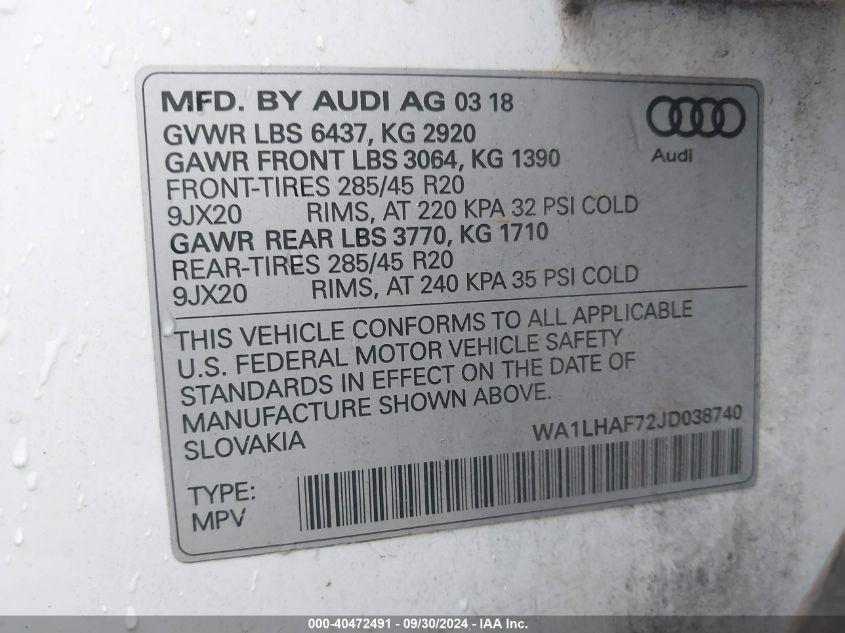 MFD. BY AUDI AG 03 18
GVWR LBS 6437, KG 2920
GAWR FRONT LBS 3064, KG 1390
FRONT-TIRES 285/45 R20
9JX20 RIMS, AT 220 KPA 32 PSI COLD
GAWR REAR LBS 3770, KG 1710
REAR-TIRES 285/45 R20
9JX20 RIMS, AT 240 KPA 35 PSI COLD
Audi
THIS VEHICLE CONFORMS TO ALL APPLICABLE
U.S. FEDERAL MOTOR VEHICLE SAFETY
STANDARDS IN EFFECT ON THE DATE OF
MANUFACTURE SHOWN ABOVE.
SLOVAKIA WA1LHAF72JD038740
TYPE:
MPV
000-40472491 - 09/30/2024 - IAA Inc.